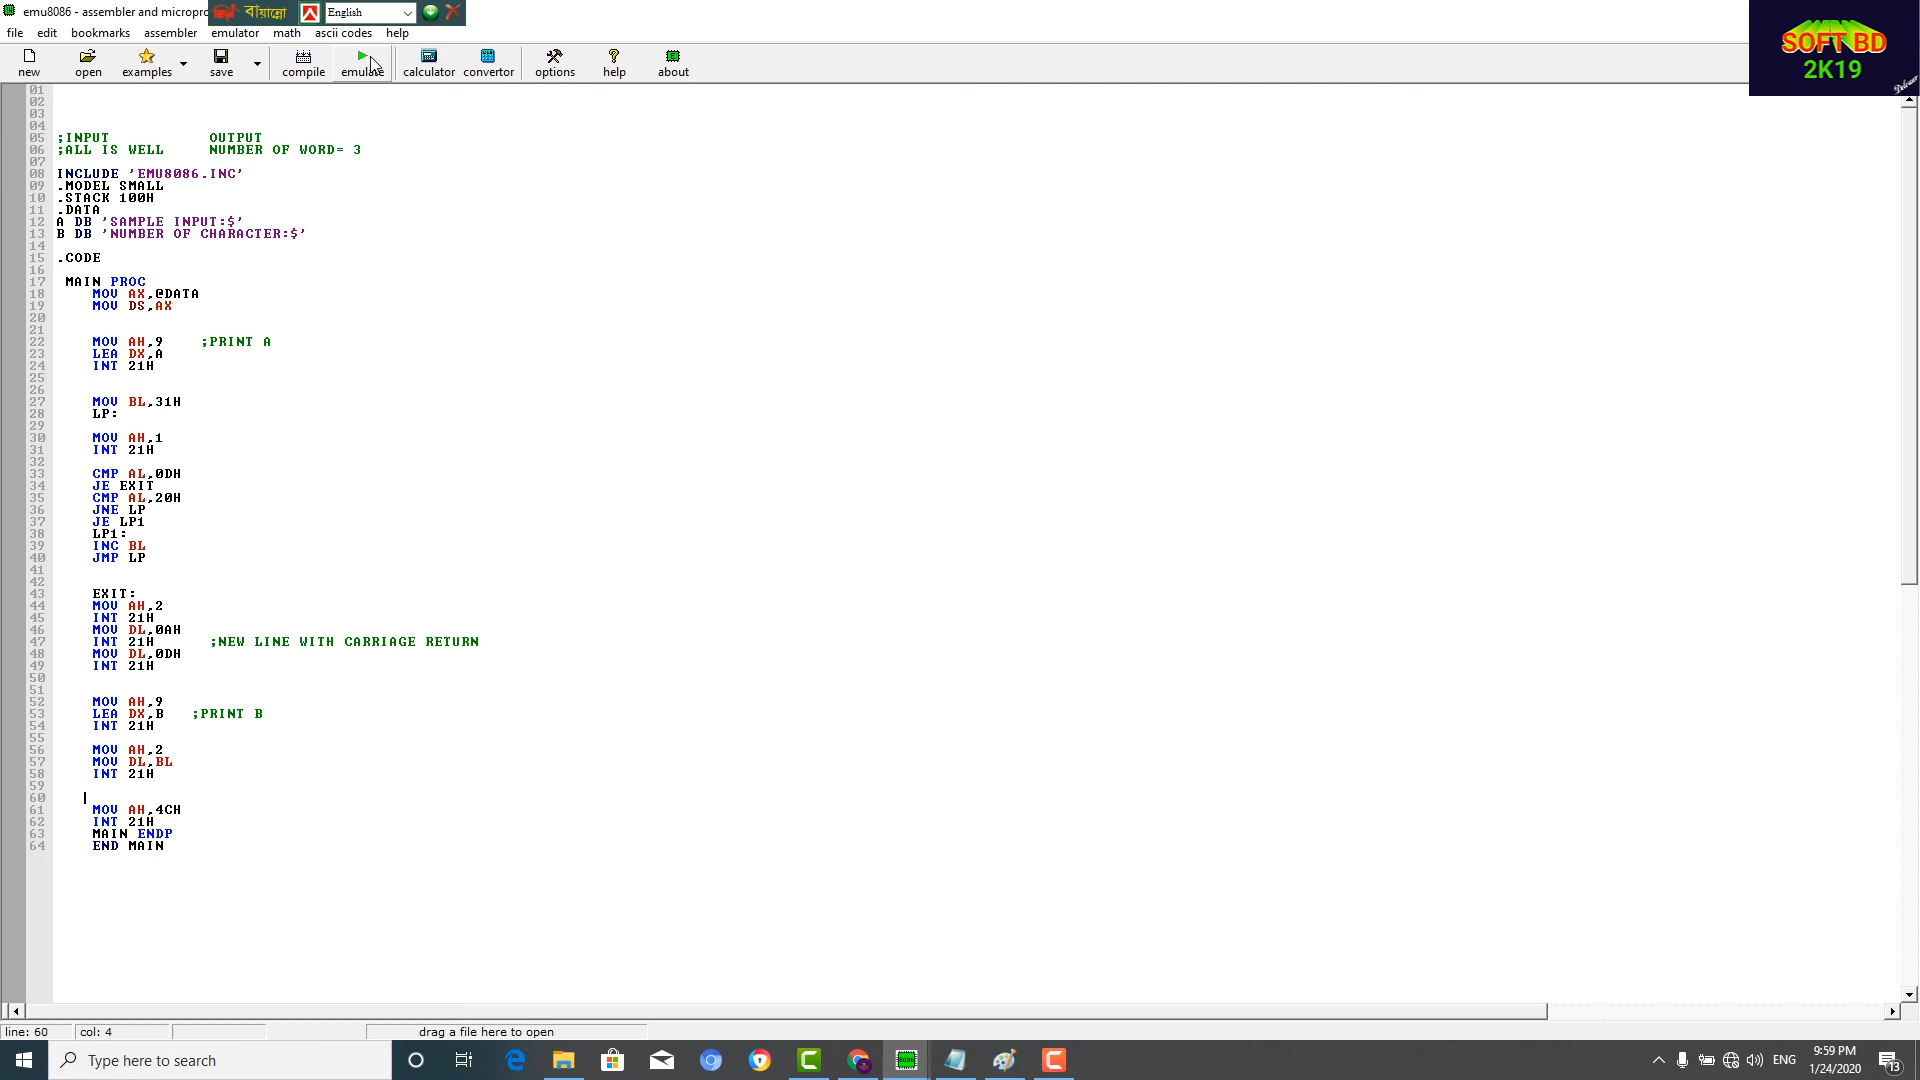 emu8086 - assembler and micropro
বায়ান্নো
English
SOFT BD
2K19
file edit bookmarks assembler emulator math ascii codes help
new open examples save compile emulate calculator convertor options help about
01
02
03
04
05 ;INPUT OUTPUT
06 ;ALL IS WELL NUMBER OF WORD= 3
07
08 INCLUDE 'EMU8086.INC'
09 .MODEL SMALL
10 .STACK 100H
11 .DATA
12 A DB 'SAMPLE INPUT:$'
13 B DB 'NUMBER OF CHARACTER:$'
14
15 .CODE
16
17 MAIN PROC
18 MOV AX,@DATA
19 MOV DS,AX
20
21
22 MOV AH,9 ;PRINT A
23 LEA DX,A
24 INT 21H
25
26
27 MOV BL,31H
28 LP:
29
30 MOV AH,1
31 INT 21H
32
33 CMP AL,0DH
34 JE EXIT
35 CMP AL,20H
36 JNE LP
37 JE LP1
38 LP1:
39 INC BL
40 JMP LP
41
42
43 EXIT:
44 MOV AH,2
45 INT 21H
46 MOV DL,0AH
47 INT 21H ;NEW LINE WITH CARRIAGE RETURN
48 MOV DL,0DH
49 INT 21H
50
51
52 MOV AH,9
53 LEA DX,B ;PRINT B
54 INT 21H
55
56 MOV AH,2
57 MOV DL,BL
58 INT 21H
59
60
61 MOV AH,4CH
62 INT 21H
63 MAIN ENDP
64 END MAIN
line: 60 col: 4 drag a file here to open
Type here to search
ENG
9:59 PM
1/24/2020
13